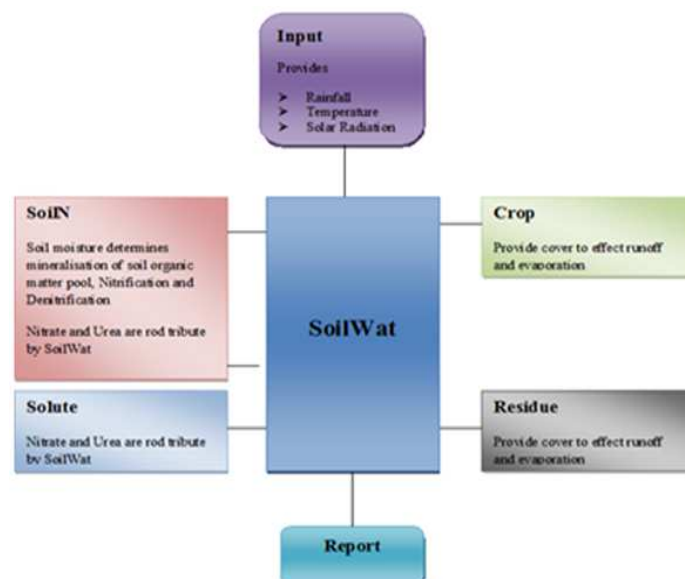 Input
Provides
➤ Rainfall
➤ Temperature
➤ Solar Radiation
SoilN
Soil moisture determines
mineralisation of soil organic
matter pool, Nitrification and
Denitrification
Nitrate and Urea are rod tribute
by SoilWat
Solute
Nitrate and Urea are rod tribute
by SoilWat
SoilWat
Crop
Provide cover to effect runoff
and evaporation
Residue
Provide cover to effect runoff
and evaporation
Report